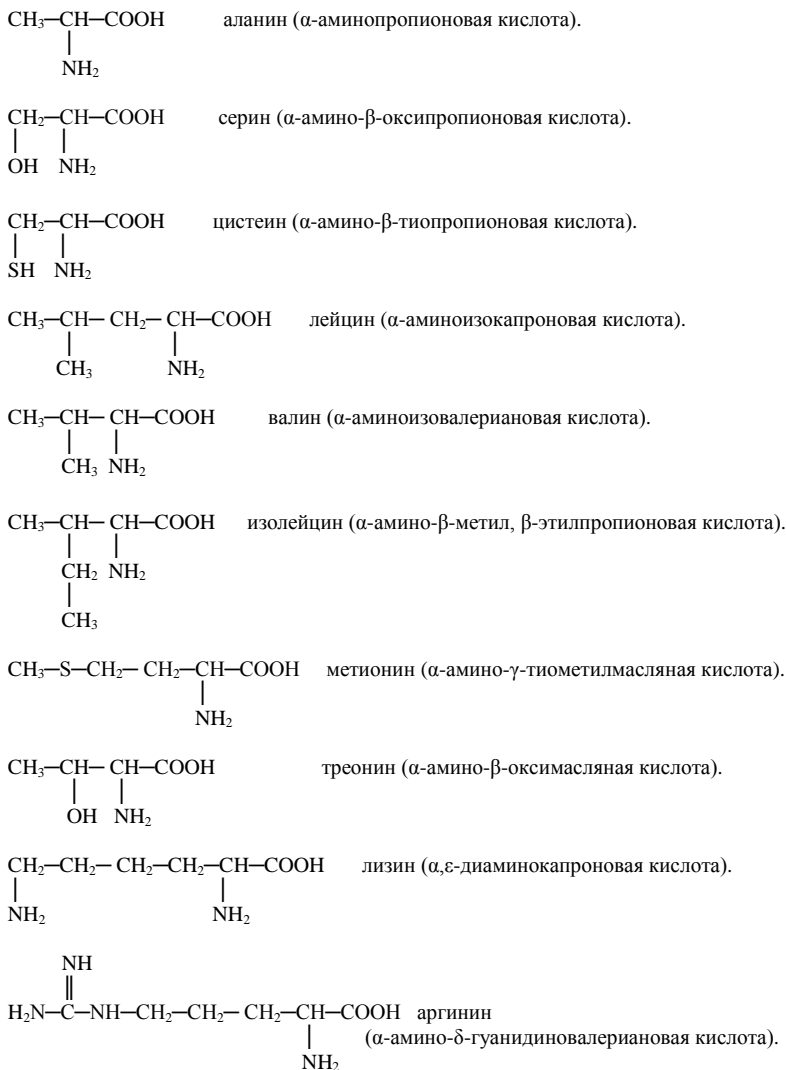 CH₃─CH─COOH аланин (α-аминопропионовая кислота).
NH₂
CH₂─CH─COOH серин (α-амино-β-оксипропионовая кислота).
OH NH₂
CH₂─CH─COOH цистеин (α-амино-β-тиопропионовая кислота).
SH NH₂
CH₃─CH─ CH₂─ CH─COOH лейцин (α-аминоизокапроновая кислота).
CH₃ NH₂
CH₃─CH─ CH─COOH валин (α-аминоизовалериановая кислота).
CH₃ NH₂
CH₃─CH─ CH─COOH изолейцин (α-амино-β-метил, β-этилпропионовая кислота).
CH₂ NH₂
CH₃
CH₃─S─CH₂─ CH₂─CH─COOH метионин (α-амино-γ-тиометилмасляная кислота).
NH₂
CH₃─CH─ CH─COOH треонин (α-амино-β-оксимасляная кислота).
OH NH₂
CH₂─CH₂─ CH₂─CH₂─CH─COOH лизин (α,ε-диаминокапроновая кислота).
NH₂ NH₂
NH
H₂N─C─NH─CH₂─CH₂─ CH₂─CH─COOH аргинин
(α-амино-δ-гуанидиновалериановая кислота).
NH₂